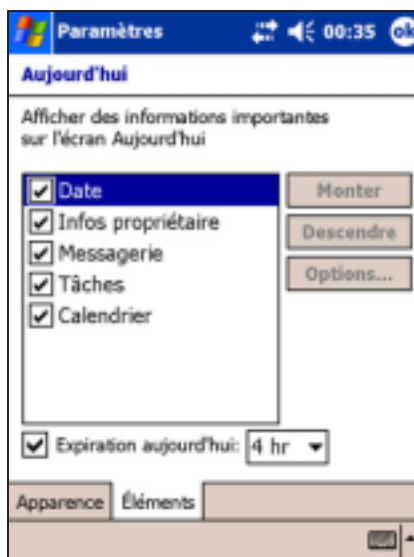 Paramètres 00:35 ok
Aujourd'hui
Afficher des informations importantes
sur l'écran Aujourd'hui
Date
Infos propriétaire
Messagerie
Tâches
Calendrier
Monter
Descendre
Options...
Expiration aujourd'hui: 4 hr
Apparence Éléments